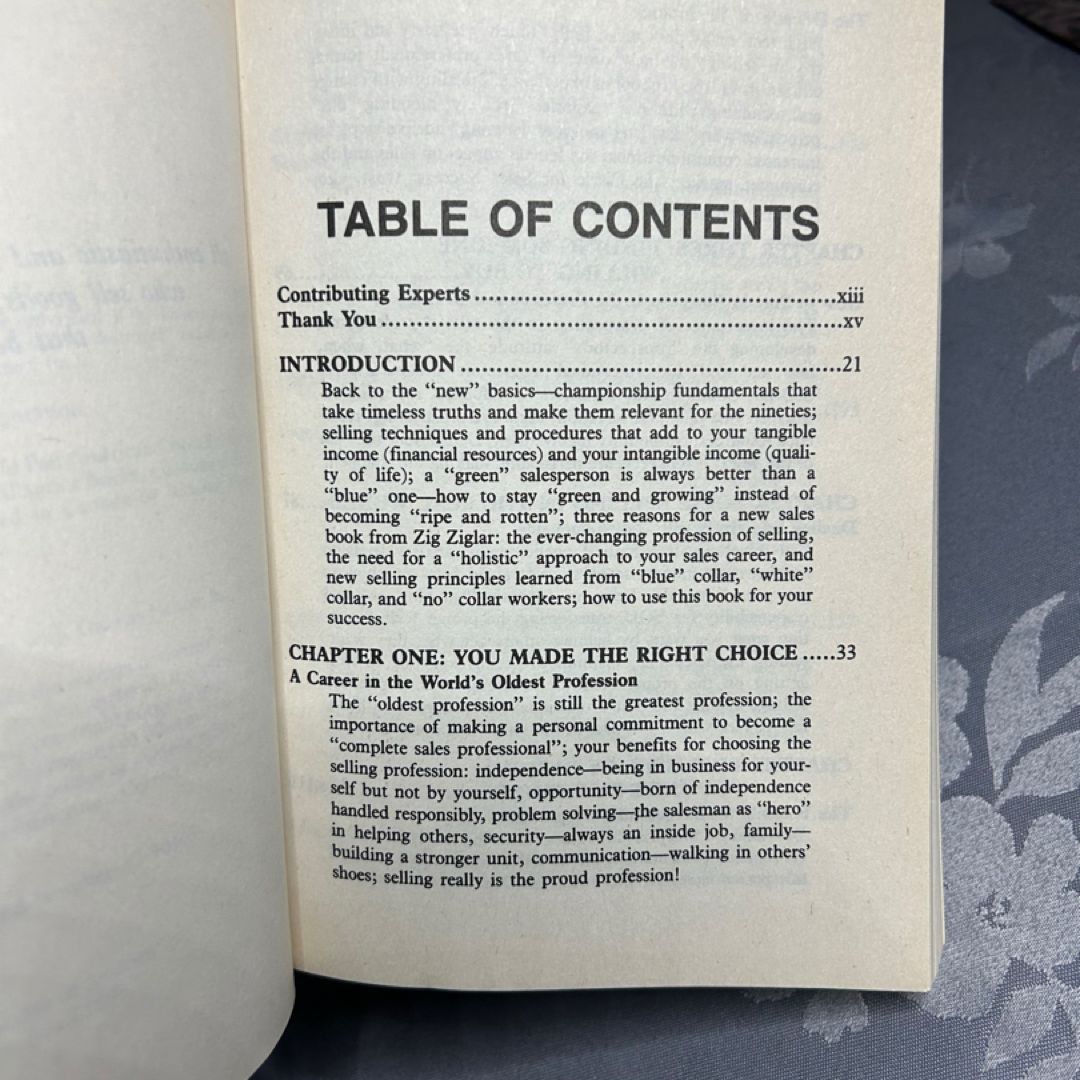 TABLE OF CONTENTS
Contributing Experts.................................................xiii
Thank You..............................................................xv
INTRODUCTION....................................................21
Back to the “new” basics—championship fundamentals that
take timeless truths and make them relevant for the nineties;
selling techniques and procedures that add to your tangible
income (financial resources) and your intangible income (quali-
ty of life); a “green” salesperson is always better than a
“blue” one—how to stay “green and growing” instead of
becoming “ripe and rotten”; three reasons for a new sales
book from Zig Ziglar: the ever-changing profession of selling,
the need for a “holistic” approach to your sales career, and
new selling principles learned from “blue” collar, “white”
collar, and “no” collar workers; how to use this book for your
success.
CHAPTER ONE: YOU MADE THE RIGHT CHOICE.....33
A Career in the World’s Oldest Profession
The “oldest profession” is still the greatest profession; the
importance of making a personal commitment to become a
“complete sales professional”; your benefits for choosing the
selling profession: independence—being in business for your-
self but not by yourself, opportunity—born of independence
handled responsibly, problem solving—the salesman as “hero”
in helping others, security—always an inside job, family—
building a stronger unit, communication—walking in others’
shoes; selling really is the proud profession!